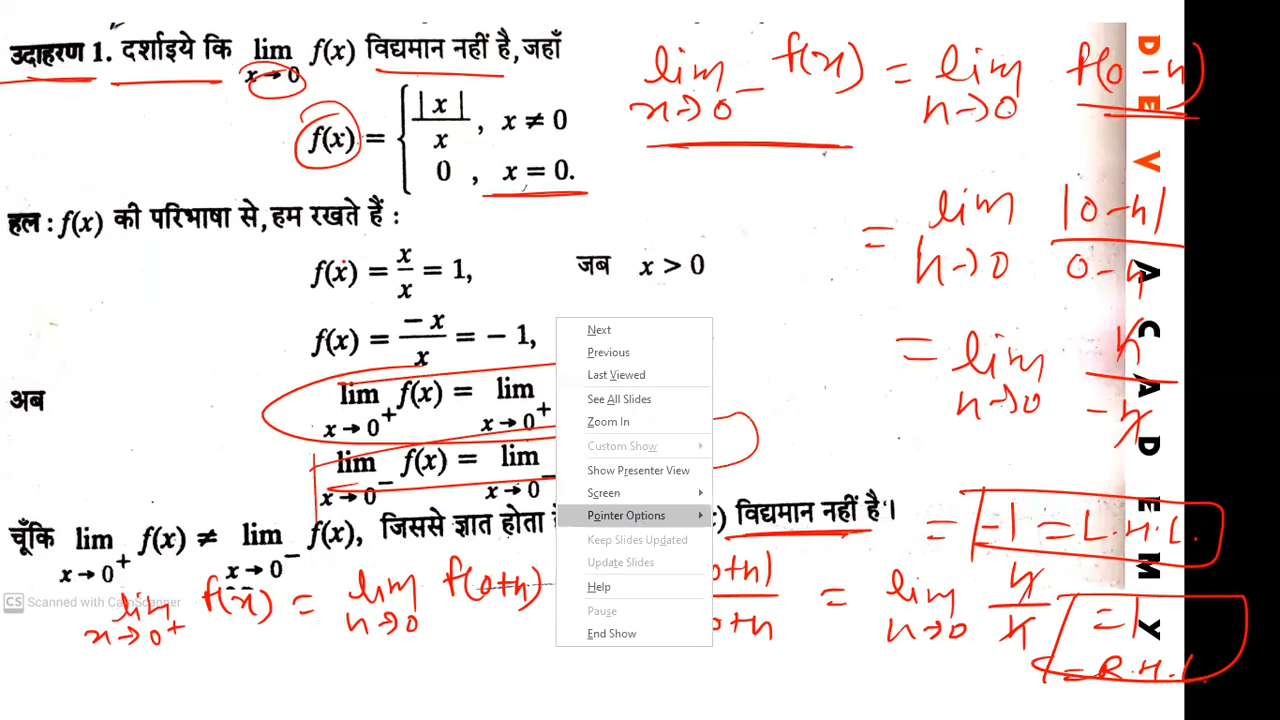 उदाहरण 1. दर्शाइये कि lim x→0 f(x) विद्यमान नहीं है, जहाँ
f(x) = { |x|/x , x ≠ 0
0 , x = 0.
हल : f(x) की परिभाषा से, हम रखते हैं :
f(x) = x/x = 1, जब x > 0
f(x) = -x/x = -1,
अब lim x→0⁺ f(x) = lim x→0⁺
lim x→0⁻ f(x) = lim x→0⁻
चूँकि lim x→0⁺ f(x) ≠ lim x→0⁻ f(x), जिससे ज्ञात होता विद्यमान नहीं है।
CS Scanned with CamScanner
lim x→0⁻ f(x) = lim h→0 f(0-h)
= lim h→0 |0-h|/0-h
= lim h→0 h/-h
= -1 = L.H.L.
lim x→0+ f(x) = lim h→0 f(0+h) 0+h|/0+h = lim h→0 h/h = 1
= R.H.L.
Next
Previous
Last Viewed
See All Slides
Zoom In
Custom Show
Show Presenter View
Screen
Pointer Options
Keep Slides Updated
Update Slides
Help
Pause
End Show
DEV ACADEMY